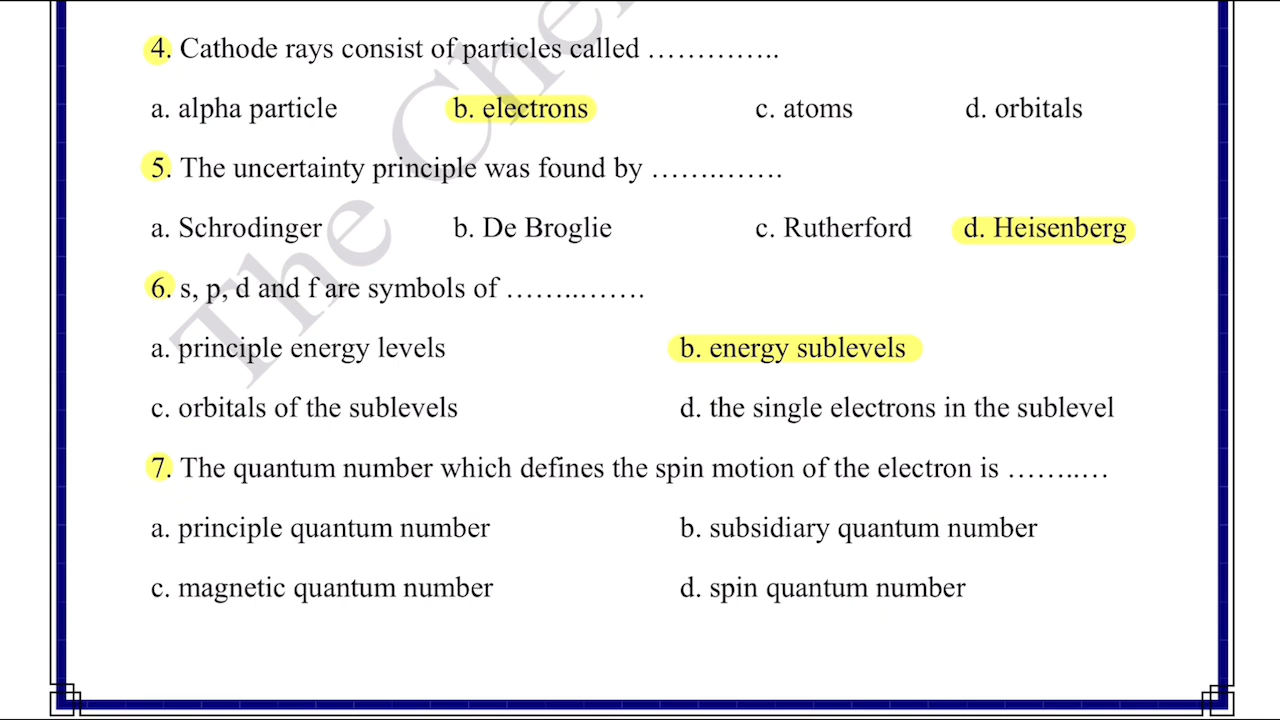 4. Cathode rays consist of particles called …………..
a. alpha particle b. electrons c. atoms d. orbitals
5. The uncertainty principle was found by …….…….
a. Schrodinger b. De Broglie c. Rutherford d. Heisenberg
6. s, p, d and f are symbols of ……..…….
a. principle energy levels b. energy sublevels
c. orbitals of the sublevels d. the single electrons in the sublevel
7. The quantum number which defines the spin motion of the electron is ……..…
a. principle quantum number b. subsidiary quantum number
c. magnetic quantum number d. spin quantum number
The